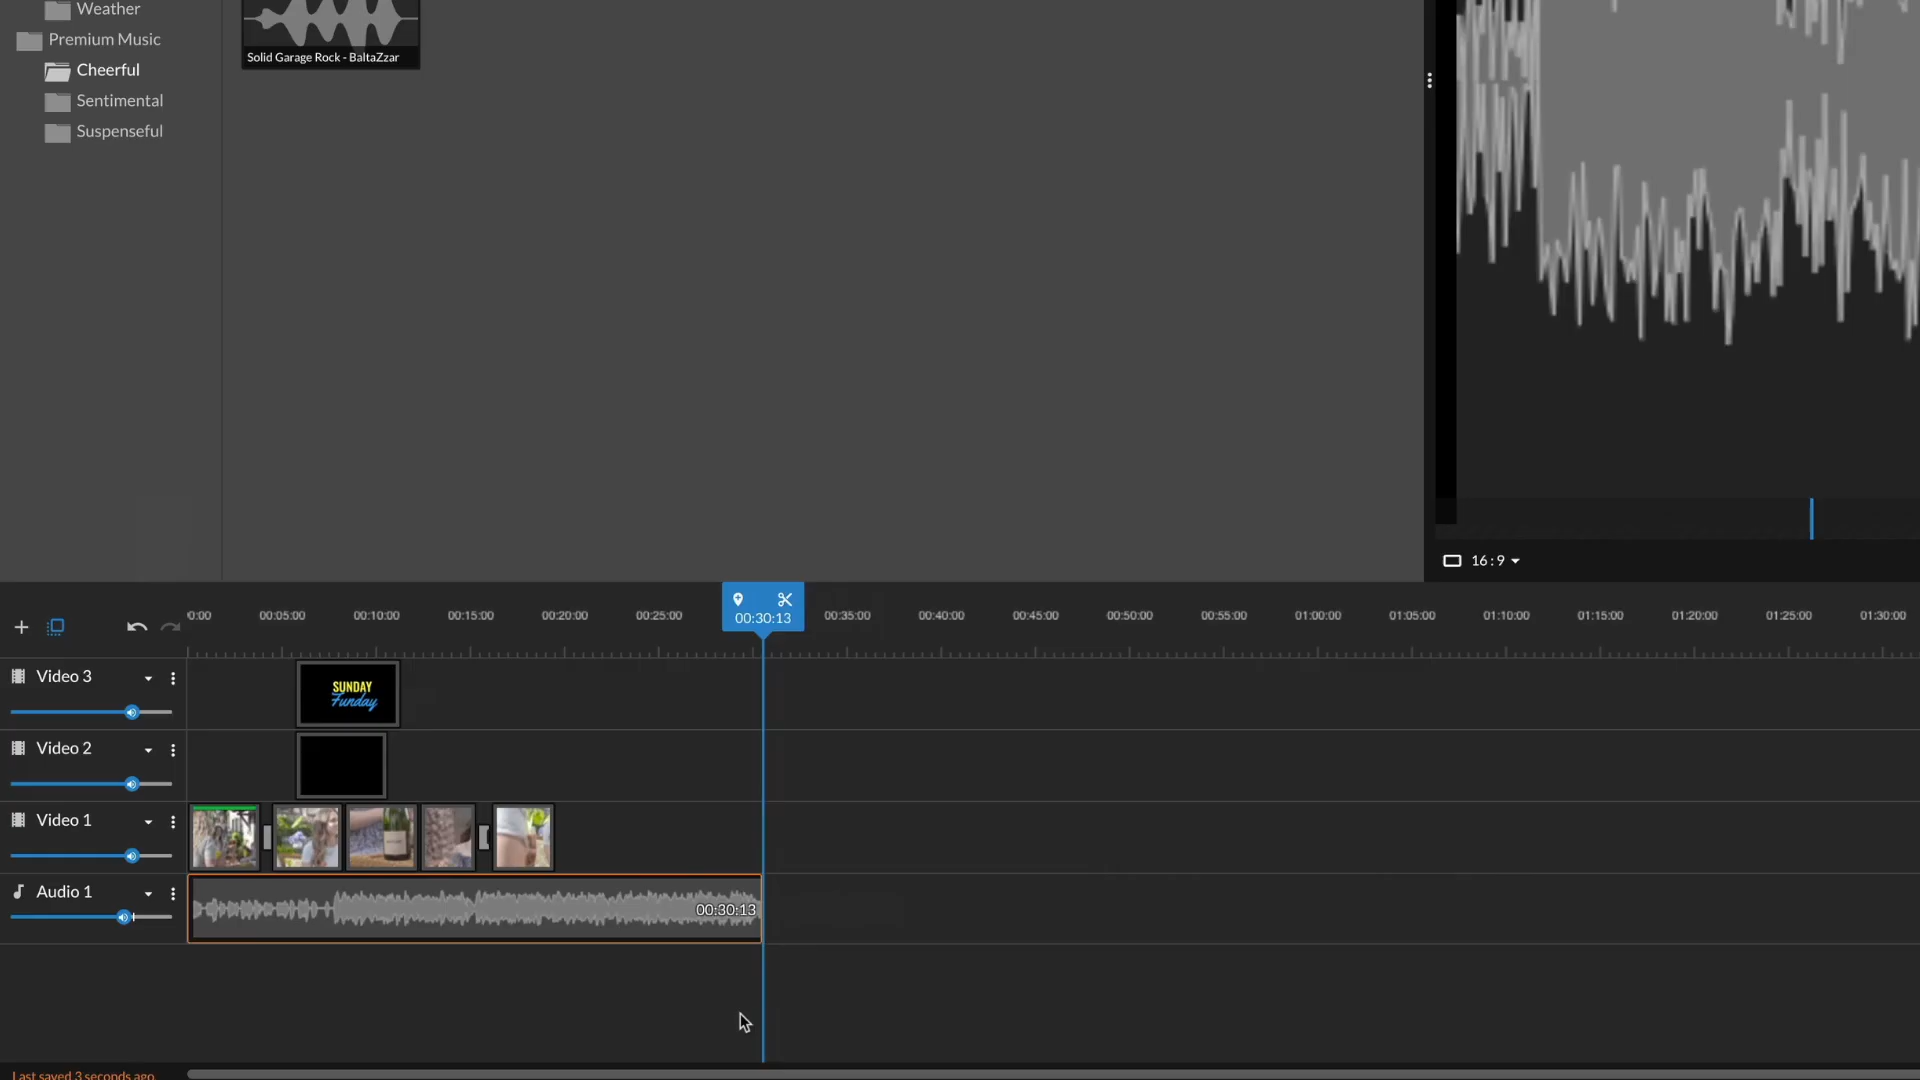 Weather
Premium Music
Cheerful
Sentimental
Suspenseful
Solid Garage Rock - BaltaZzar
16:9
00:00 00:05:00 00:10:00 00:15:00 00:20:00 00:25:00 00:30:13 00:35:00 00:40:00 00:45:00 00:50:00 00:55:00 01:00:00 01:05:00 01:10:00 01:15:00 01:20:00 01:25:00 01:30:00
Video 3
SUNDAY
Funday
Video 2
Video 1
Audio 1
00:30:13
Last saved 3 seconds ago